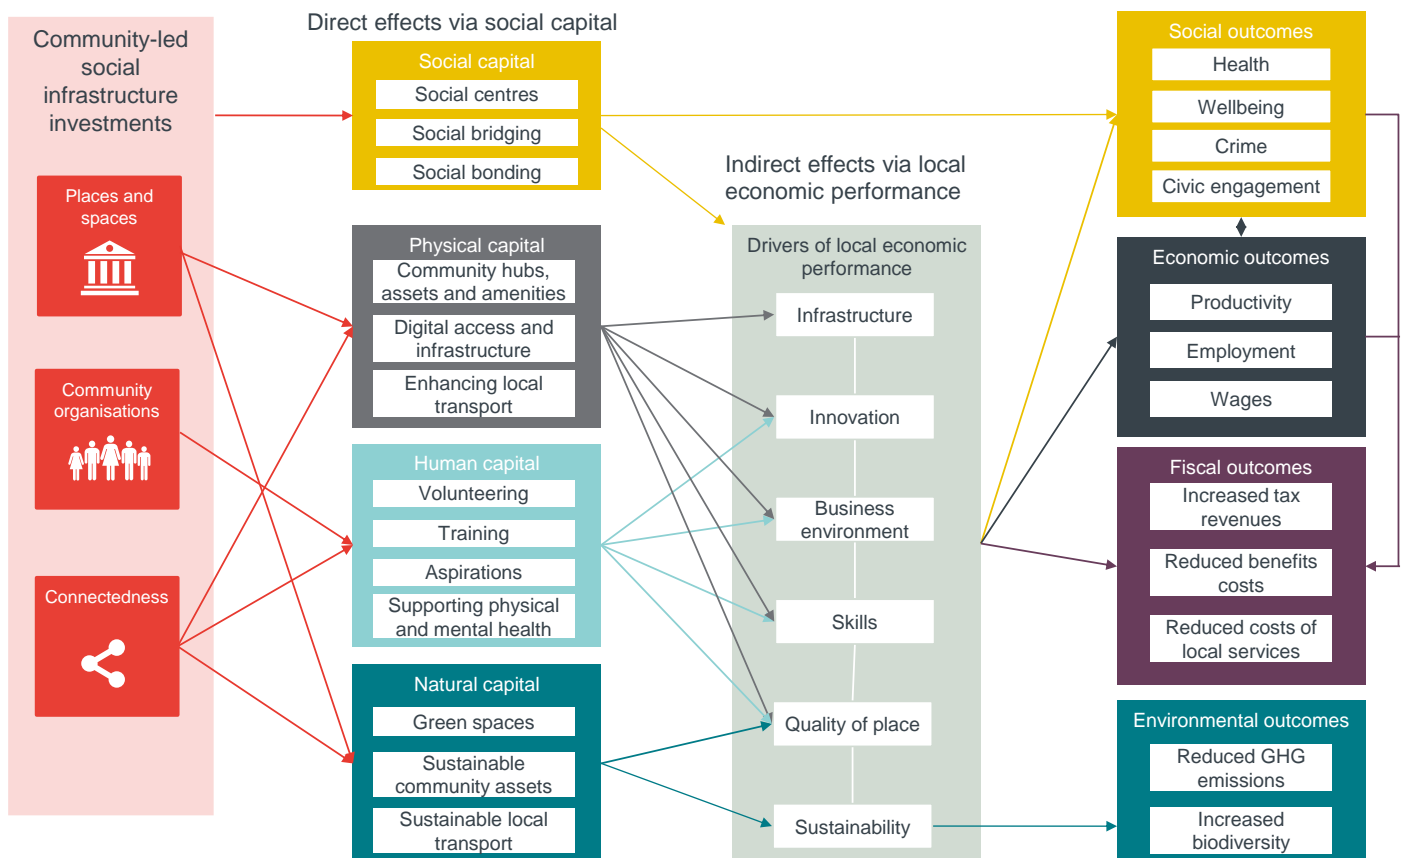 Community-led
social
infrastructure
investments
Places and
spaces
Community
organisations
Connectedness
Direct effects via social capital
Social capital
Social centres
Social bridging
Social bonding
Physical capital
Community hubs,
assets and amenities
Digital access and
infrastructure
Enhancing local
transport
Human capital
Volunteering
Training
Aspirations
Supporting physical
and mental health
Natural capital
Green spaces
Sustainable
community assets
Sustainable local
transport
Indirect effects via local
economic performance
Drivers of local economic
performance
Infrastructure
Innovation
Business
environment
Skills
Quality of place
Sustainability
Social outcomes
Health
Wellbeing
Crime
Civic engagement
Economic outcomes
Productivity
Employment
Wages
Fiscal outcomes
Increased tax
revenues
Reduced benefits
costs
Reduced costs of
local services
Environmental outcomes
Reduced GHG
emissions
Increased
biodiversity